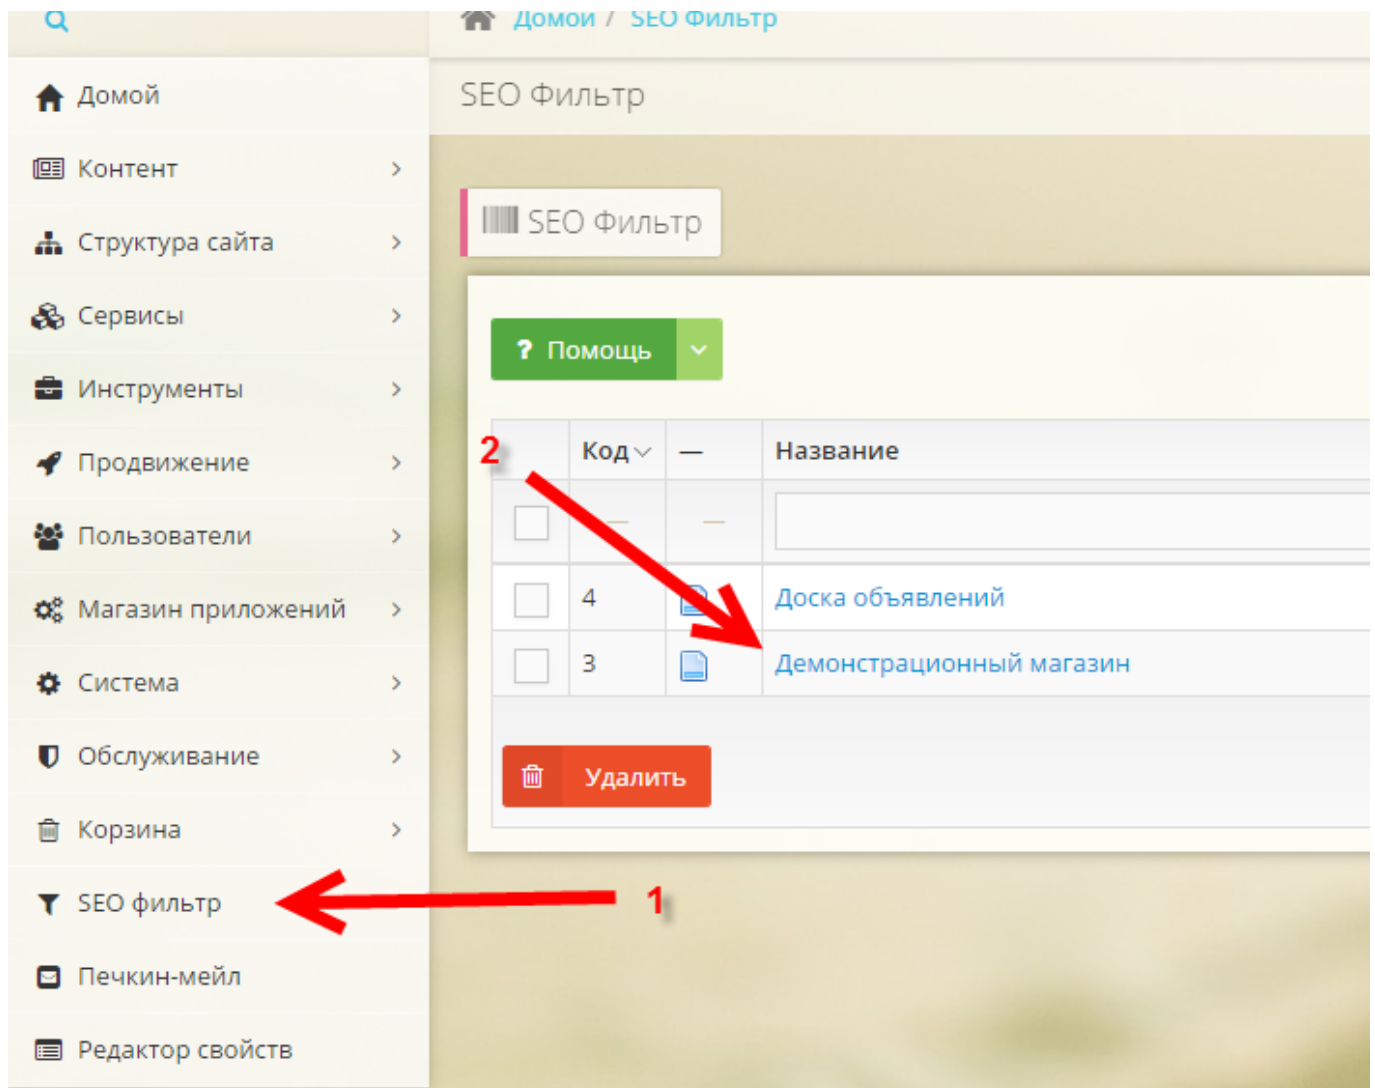 Домой / SEO Фильтр
Домой
SEO Фильтр
Контент
Структура сайта
SEO Фильтр
Сервисы
? Помощь
Инструменты
Продвижение
2
Код — Название
Пользователи
— —
Магазин приложений
4 Доска объявлений
3 Демонстрационный магазин
Система
Обслуживание
Удалить
Корзина
SEO фильтр
1
Печкин-мейл
Редактор свойств